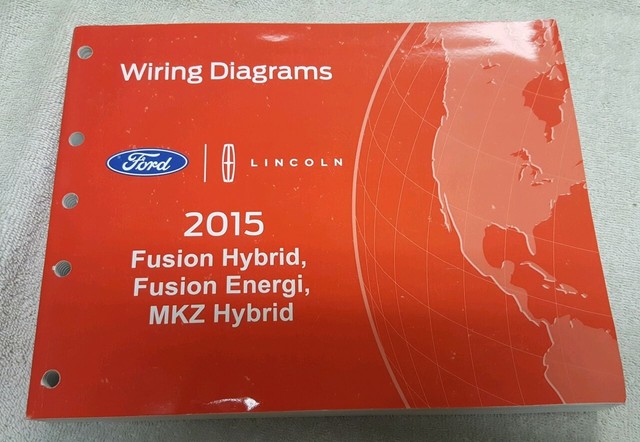 Wiring Diagrams
Ford LINCOLN
2015
Fusion Hybrid,
Fusion Energi,
MKZ Hybrid